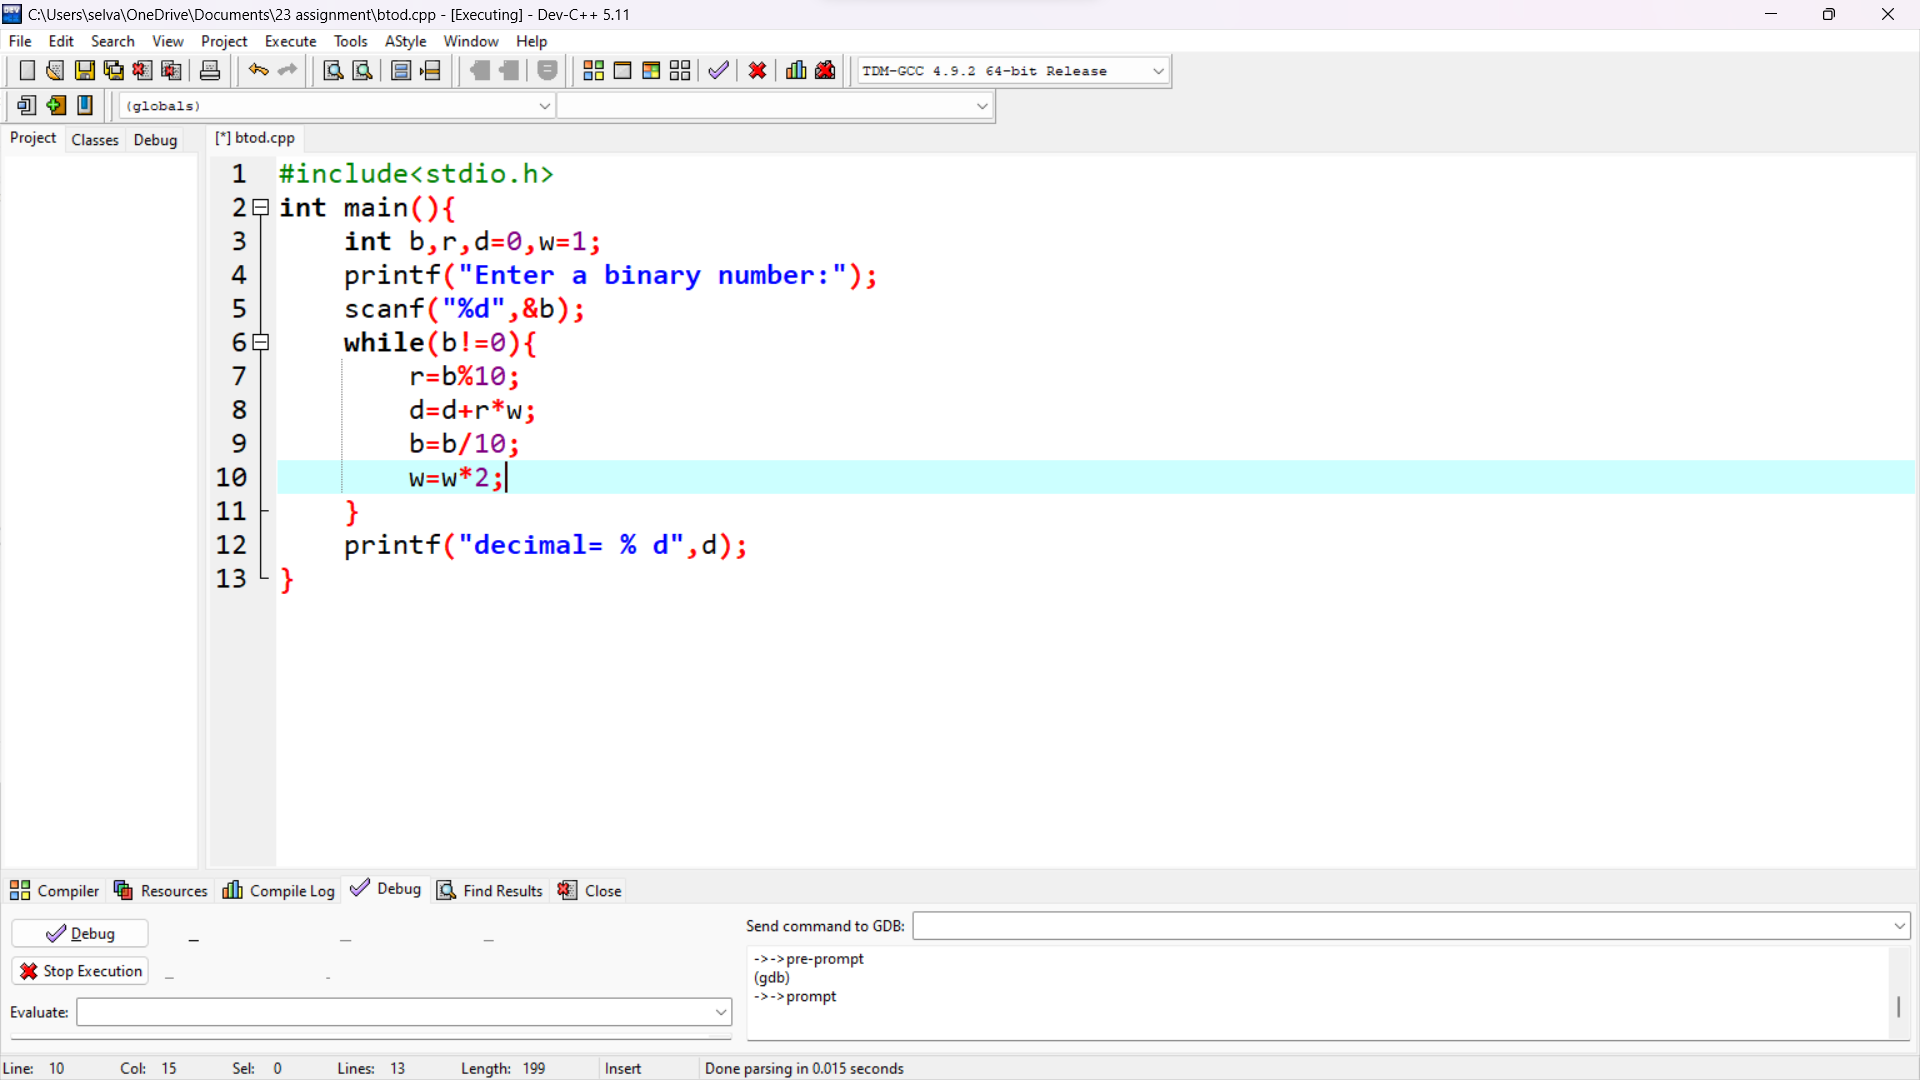 C:\Users\selva\OneDrive\Documents\23 assignment\btod.cpp - [Executing] - Dev-C++ 5.11
File Edit Search View Project Execute Tools AStyle Window Help
TDM-GCC 4.9.2 64-bit Release
(globals)
Project Classes Debug
[*] btod.cpp
1 #include<stdio.h>
2 int main(){
3 int b,r,d=0,w=1;
4 printf("Enter a binary number:");
5 scanf("%d",&b);
6 while(b!=0){
7 r=b%10;
8 d=d+r*w;
9 b=b/10;
10 w=w*2;
11 }
12 printf("decimal= % d",d);
13 }
Compiler Resources Compile Log Debug Find Results Close
Debug
Stop Execution
Evaluate:
Send command to GDB:
->->pre-prompt
(gdb)
->->prompt
Line: 10 Col: 15 Sel: 0 Lines: 13 Length: 199 Insert Done parsing in 0.015 seconds